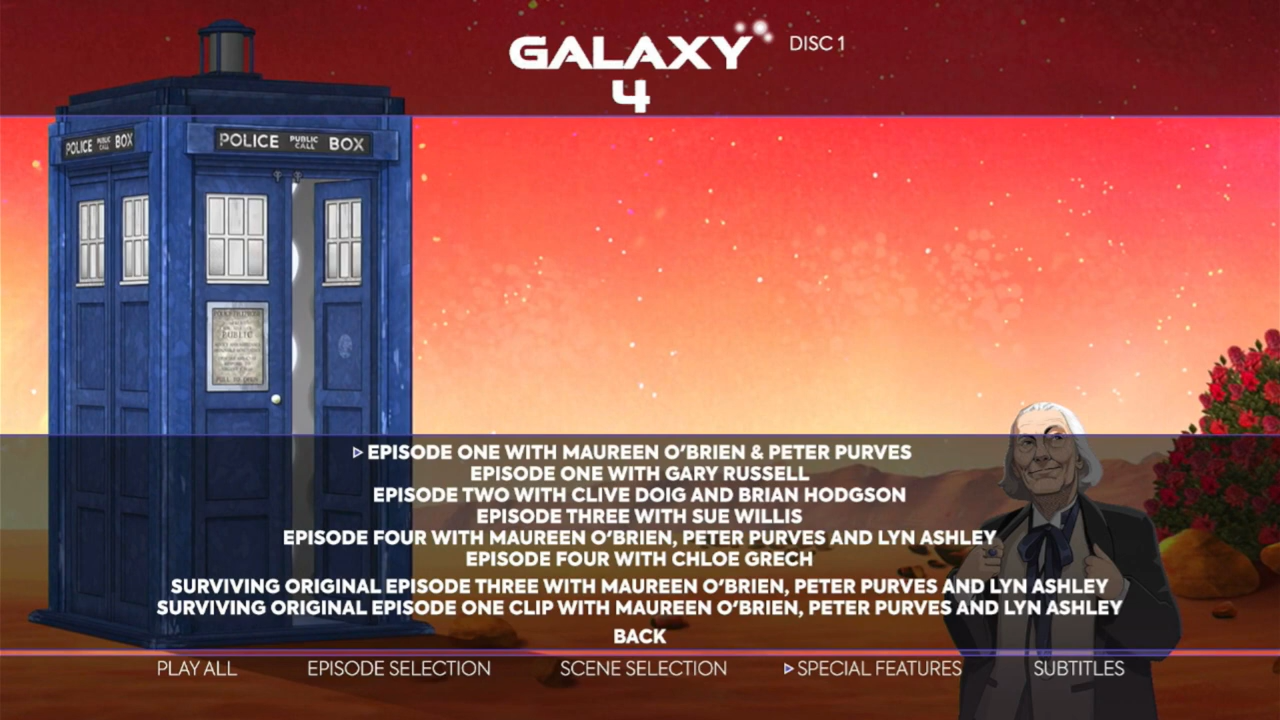 GALAXY
4
DISC 1
POLICE PUBLIC CALL BOX
POLICE PUBLIC CALL BOX
PUBLIC
PULL TO OPEN
EPISODE ONE WITH MAUREEN O'BRIEN & PETER PURVES
EPISODE ONE WITH GARY RUSSELL
EPISODE TWO WITH CLIVE DOIG AND BRIAN HODGSON
EPISODE THREE WITH SUE WILLIS
EPISODE FOUR WITH MAUREEN O'BRIEN, PETER PURVES AND LYN ASHLEY
EPISODE FOUR WITH CHLOE GRECH
SURVIVING ORIGINAL EPISODE THREE WITH MAUREEN O'BRIEN, PETER PURVES AND LYN ASHLEY
SURVIVING ORIGINAL EPISODE ONE CLIP WITH MAUREEN O'BRIEN, PETER PURVES AND LYN ASHLEY
BACK
PLAY ALL
EPISODE SELECTION
SCENE SELECTION
SPECIAL FEATURES
SUBTITLES